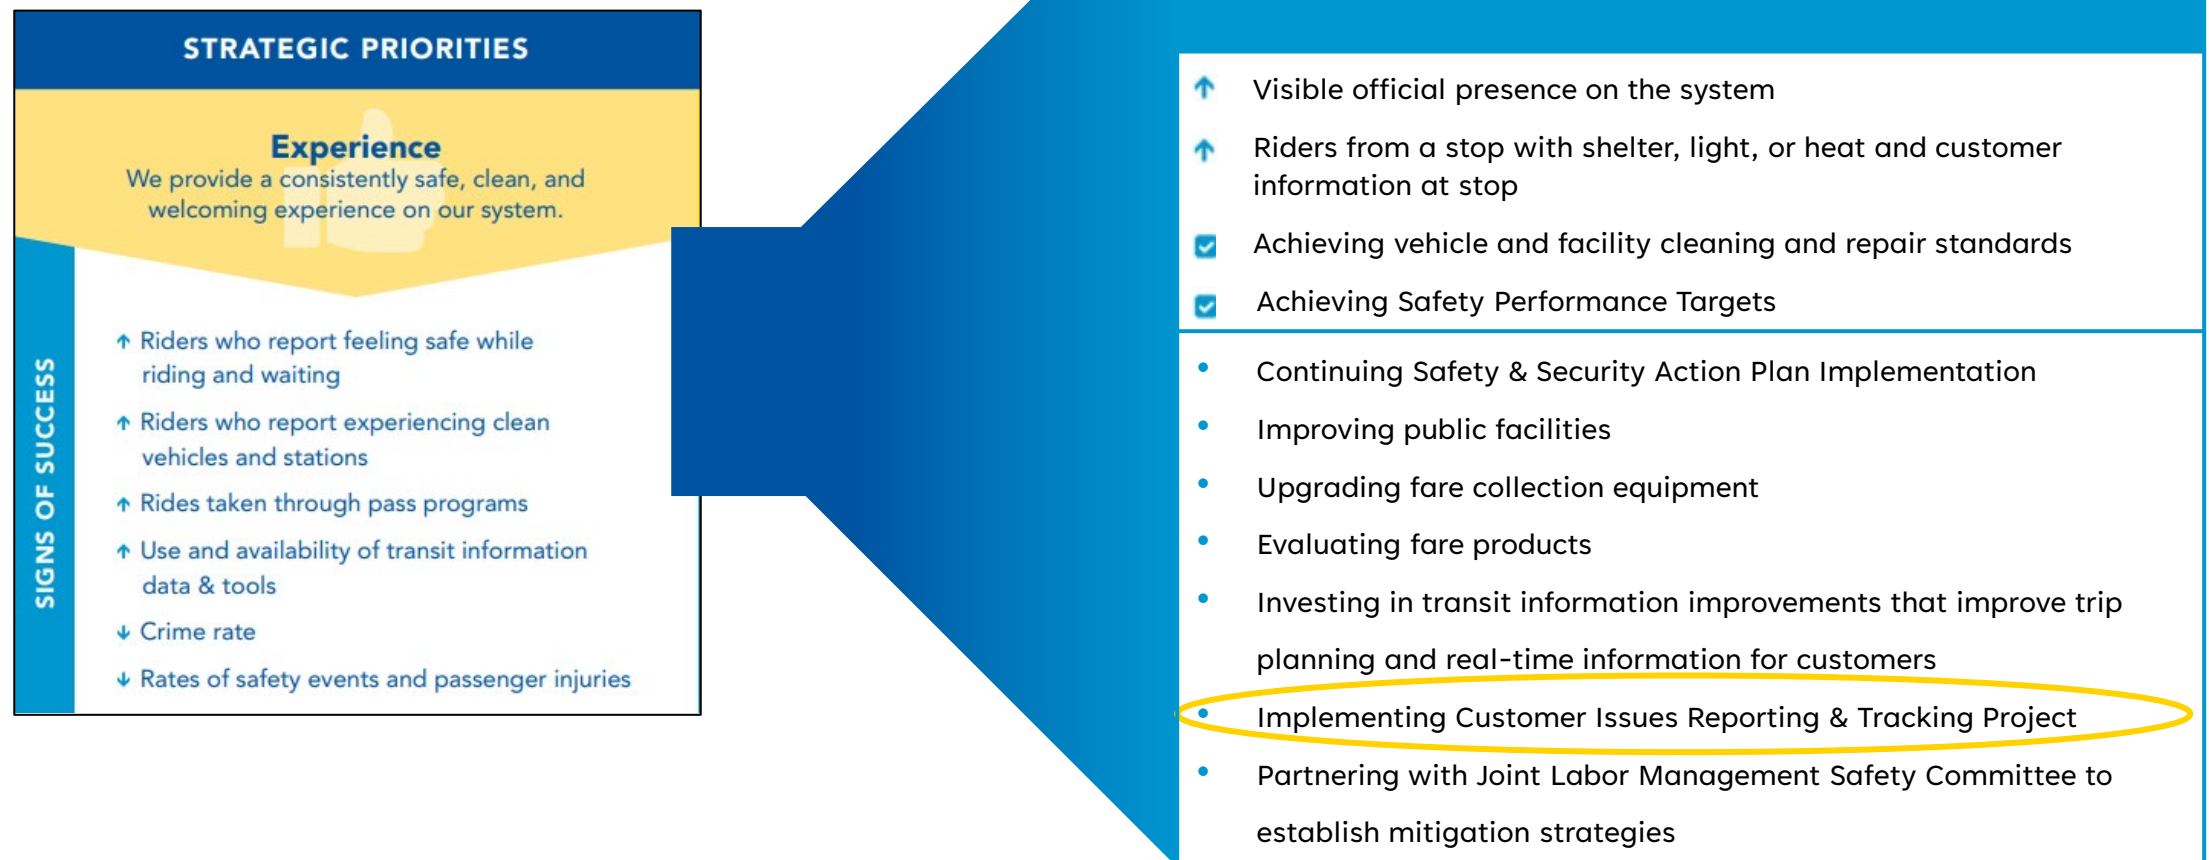 STRATEGIC PRIORITIES
Experience
We provide a consistently safe, clean, and
welcoming experience on our system.
SIGNS OF SUCCESS
↑ Riders who report feeling safe while
riding and waiting
↑ Riders who report experiencing clean
vehicles and stations
↑ Rides taken through pass programs
↑ Use and availability of transit information
data & tools
↓ Crime rate
↓ Rates of safety events and passenger injuries
↑ Visible official presence on the system
↑ Riders from a stop with shelter, light, or heat and customer
information at stop
☑ Achieving vehicle and facility cleaning and repair standards
☑ Achieving Safety Performance Targets
• Continuing Safety & Security Action Plan Implementation
• Improving public facilities
• Upgrading fare collection equipment
• Evaluating fare products
• Investing in transit information improvements that improve trip
planning and real-time information for customers
• Implementing Customer Issues Reporting & Tracking Project
• Partnering with Joint Labor Management Safety Committee to
establish mitigation strategies